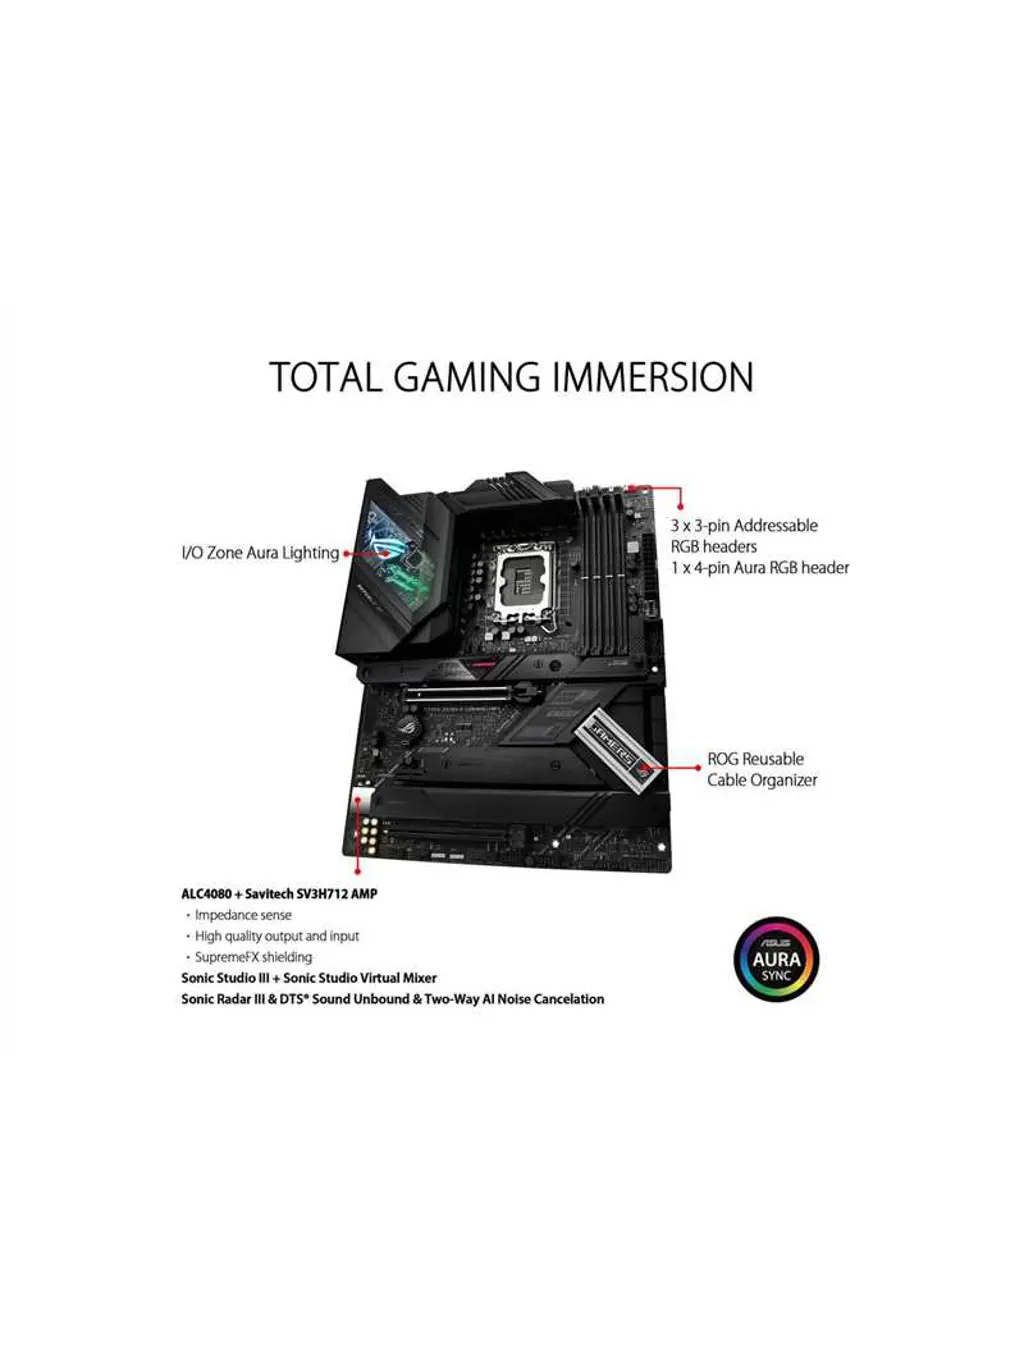 TOTAL GAMING IMMERSION
I/O Zone Aura Lighting
3 x 3-pin Addressable
RGB headers
1 x 4-pin Aura RGB header
GAMERS
ROG Reusable
Cable Organizer
ALC4080 + Savitech SV3H712 AMP
・ Impedance sense
・ High quality output and input
・ SupremeFX shielding
Sonic Studio III + Sonic Studio Virtual Mixer
Sonic Radar III & DTS® Sound Unbound & Two-Way AI Noise Cancelation
ASUS
AURA
SYNC